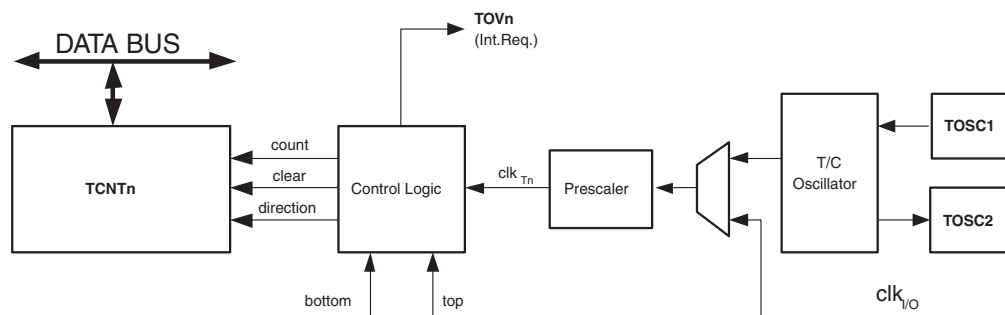 TOVn
(Int.Req.)
DATA BUS
TOSC1
count
T/C
Oscillator
TCNTn
clear
Control Logic
clk Tn
Prescaler
direction
TOSC2
bottom
top
clk I/O